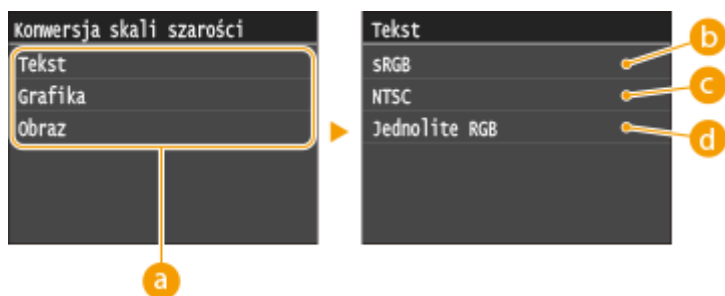 Konwersja skali szarości
Tekst
Grafika
Obraz
a
Tekst
sRGB
NTSC
Jednolite RGB
b
c
d